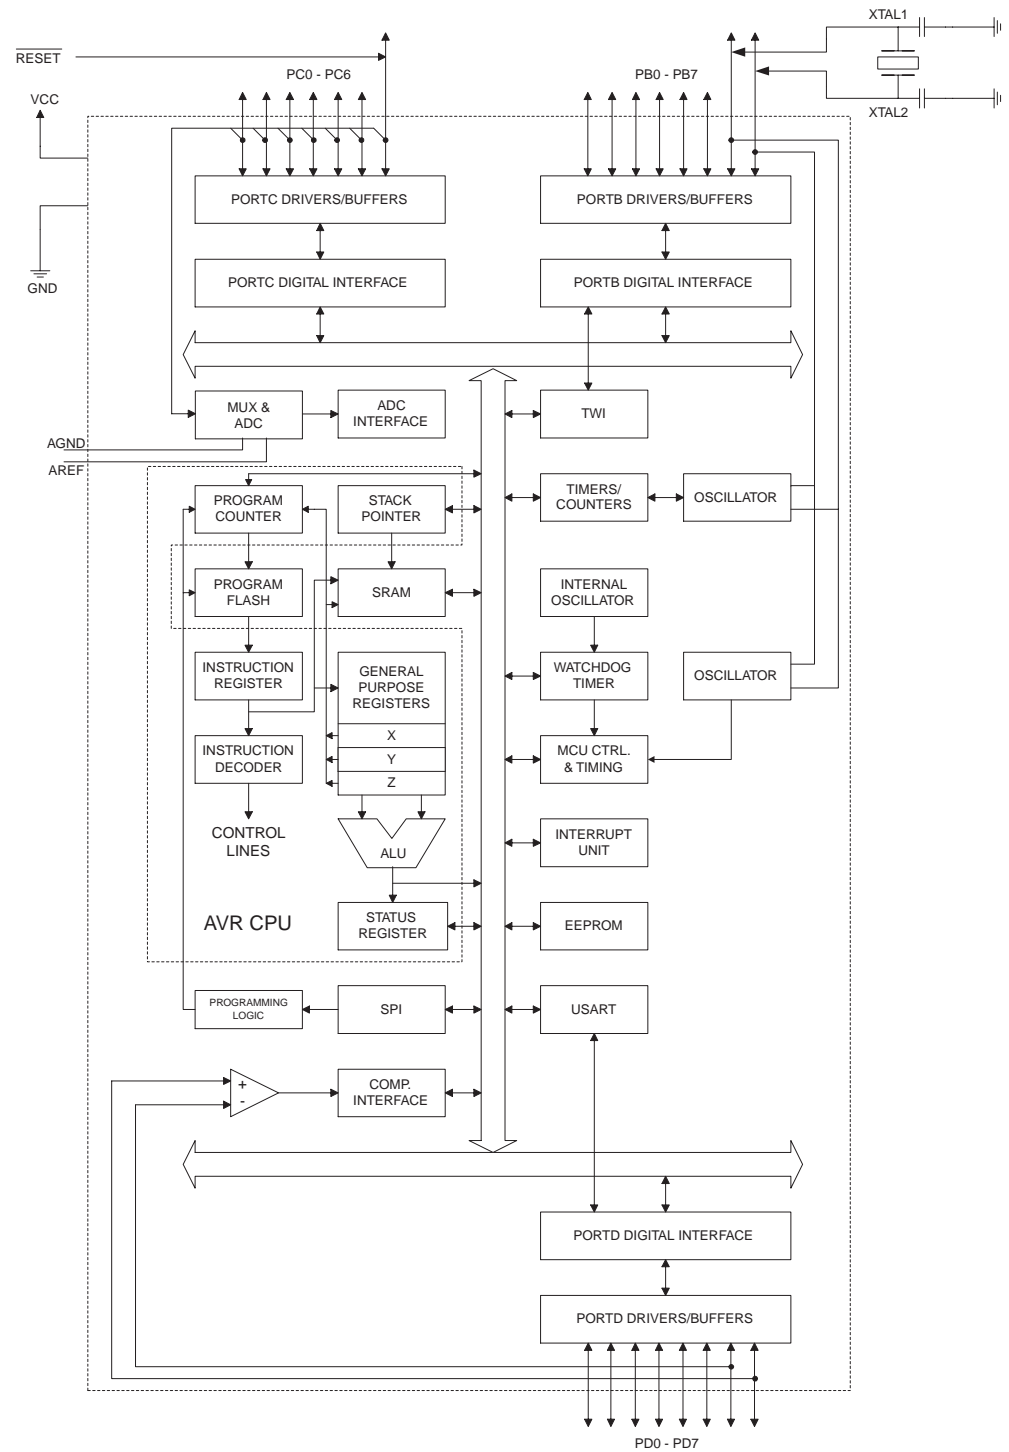 XTAL1
RESET
PC0 - PC6
PB0 - PB7
VCC
XTAL2
PORTC DRIVERS/BUFFERS
PORTB DRIVERS/BUFFERS
GND
PORTC DIGITAL INTERFACE
PORTB DIGITAL INTERFACE
MUX &
ADC
ADC
INTERFACE
TWI
AGND
AREF
PROGRAM
COUNTER
STACK
POINTER
TIMERS/
COUNTERS
OSCILLATOR
PROGRAM
FLASH
SRAM
INTERNAL
OSCILLATOR
INSTRUCTION
REGISTER
GENERAL
PURPOSE
REGISTERS
WATCHDOG
TIMER
OSCILLATOR
X
INSTRUCTION
DECODER
Y
Z
MCU CTRL.
& TIMING
CONTROL
LINES
ALU
INTERRUPT
UNIT
AVR CPU
STATUS
REGISTER
EEPROM
PROGRAMMING
LOGIC
SPI
USART
+
-
COMP.
INTERFACE
PORTD DIGITAL INTERFACE
PORTD DRIVERS/BUFFERS
PD0 - PD7